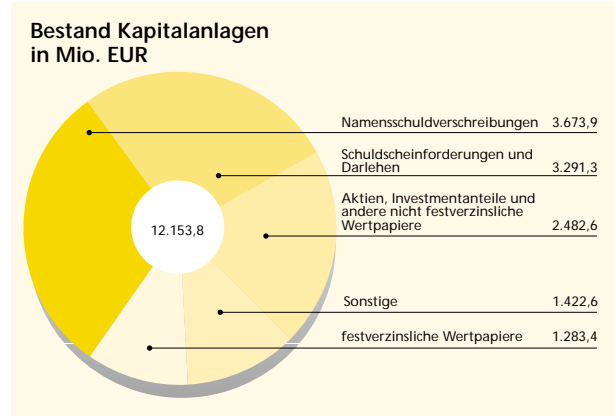 Bestand Kapitalanlagen
in Mio. EUR
Namensschuldverschreibungen 3.673,9
Schuldscheinforderungen und
Darlehen 3.291,3
Aktien, Investmentanteile und
andere nicht festverzinsliche
Wertpapiere 2.482,6
12.153,8
Sonstige 1.422,6
festverzinsliche Wertpapiere 1.283,4